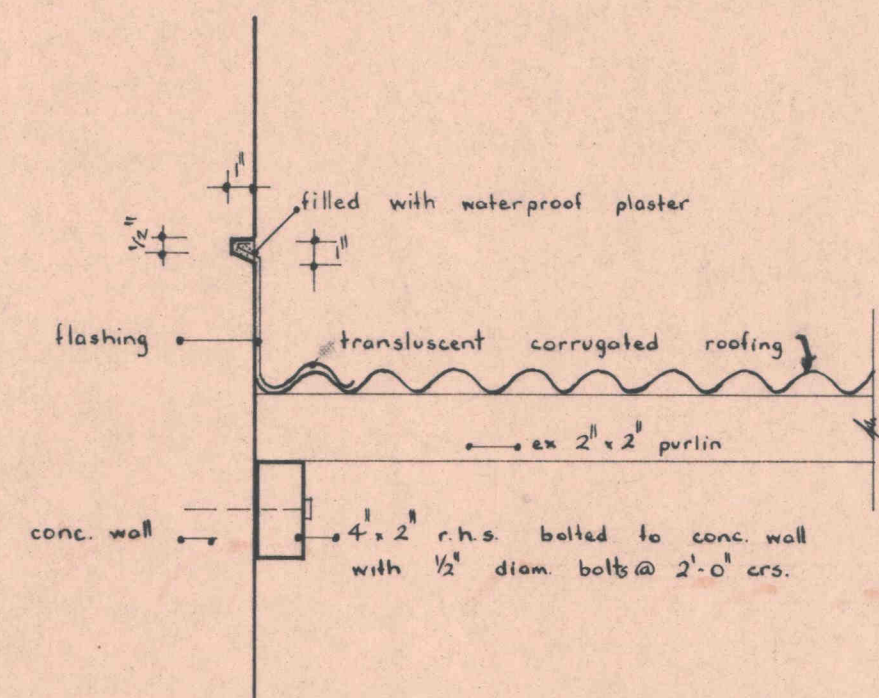 1"
filled with waterproof plaster
1/2"
1"
flashing
transluscent corrugated roofing
ex 2" x 2" purlin
conc. wall
4" x 2" r.h.s. bolted to conc. wall
with 1/2" diam. bolts @ 2'-0" crs.